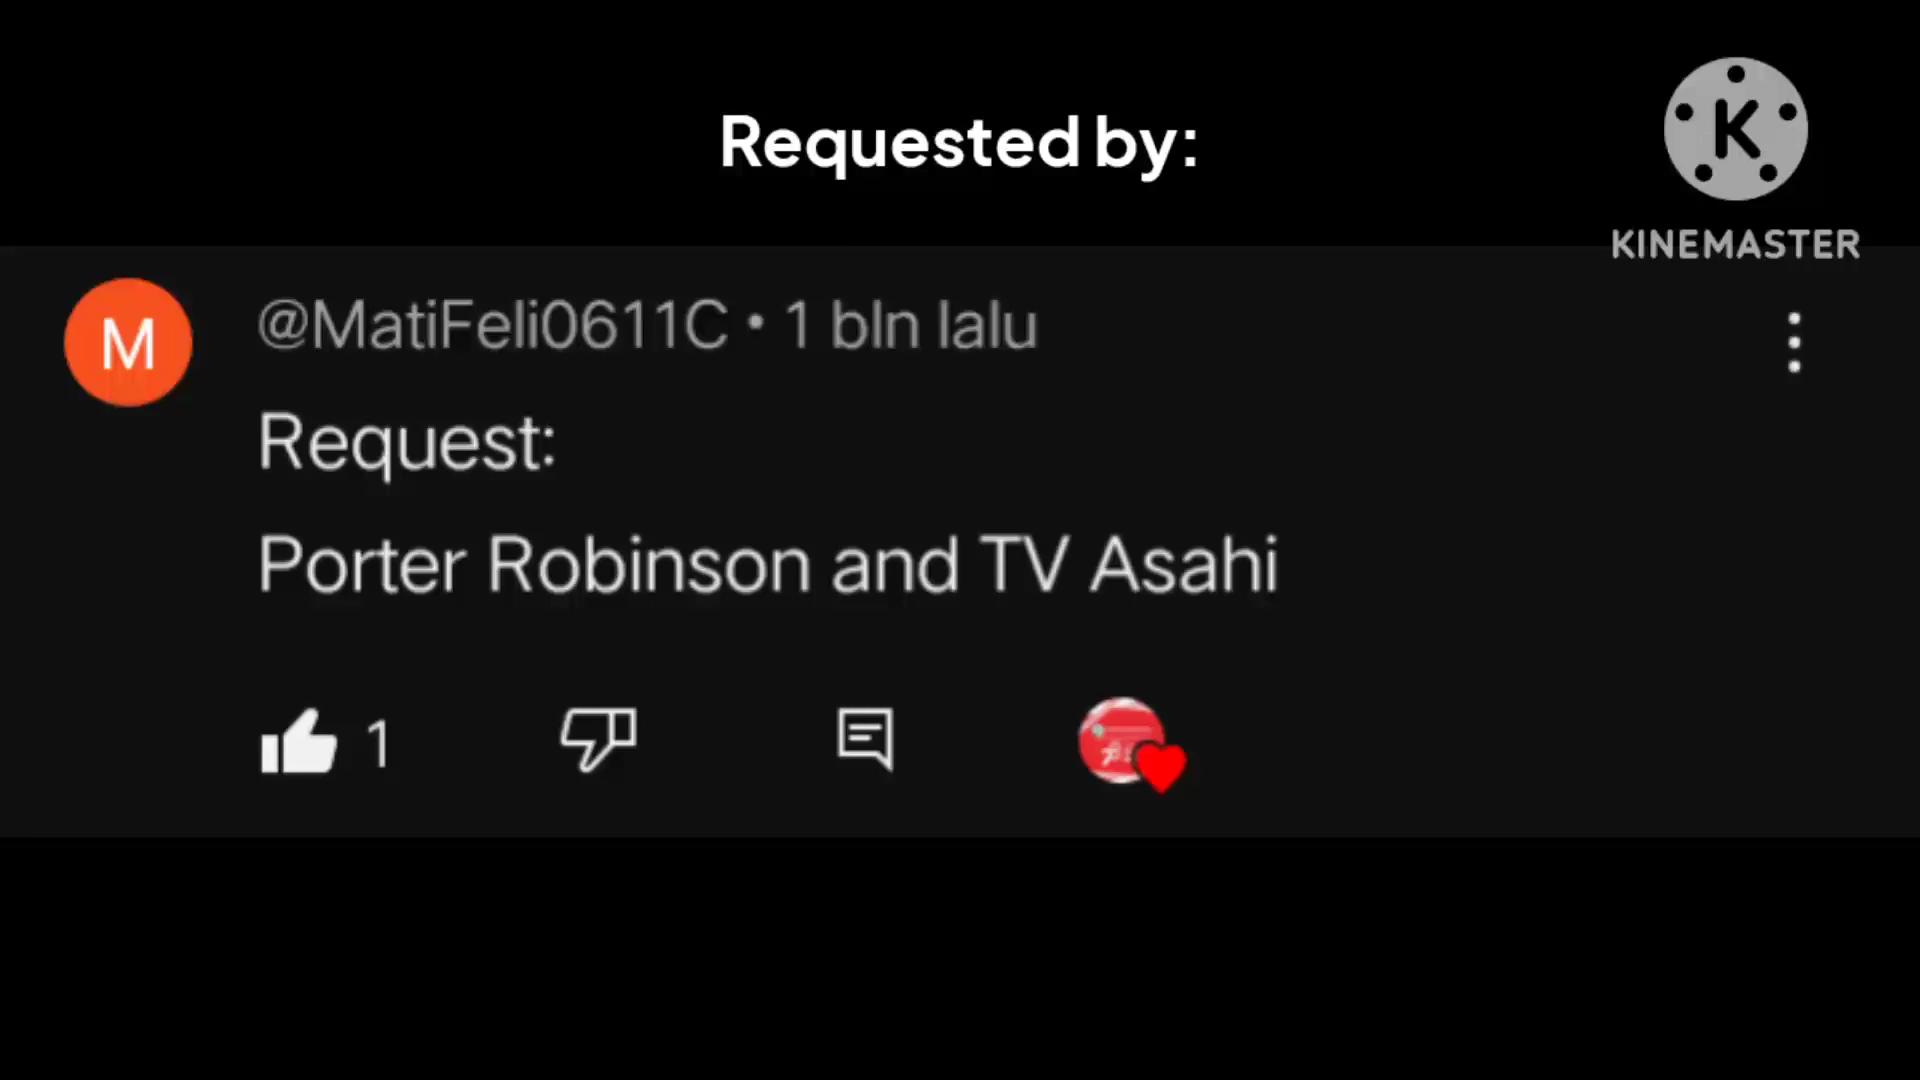 Requested by:
K
KINEMASTER
M
@MatiFeli0611C • 1 bln lalu
Request:
Porter Robinson and TV Asahi
1